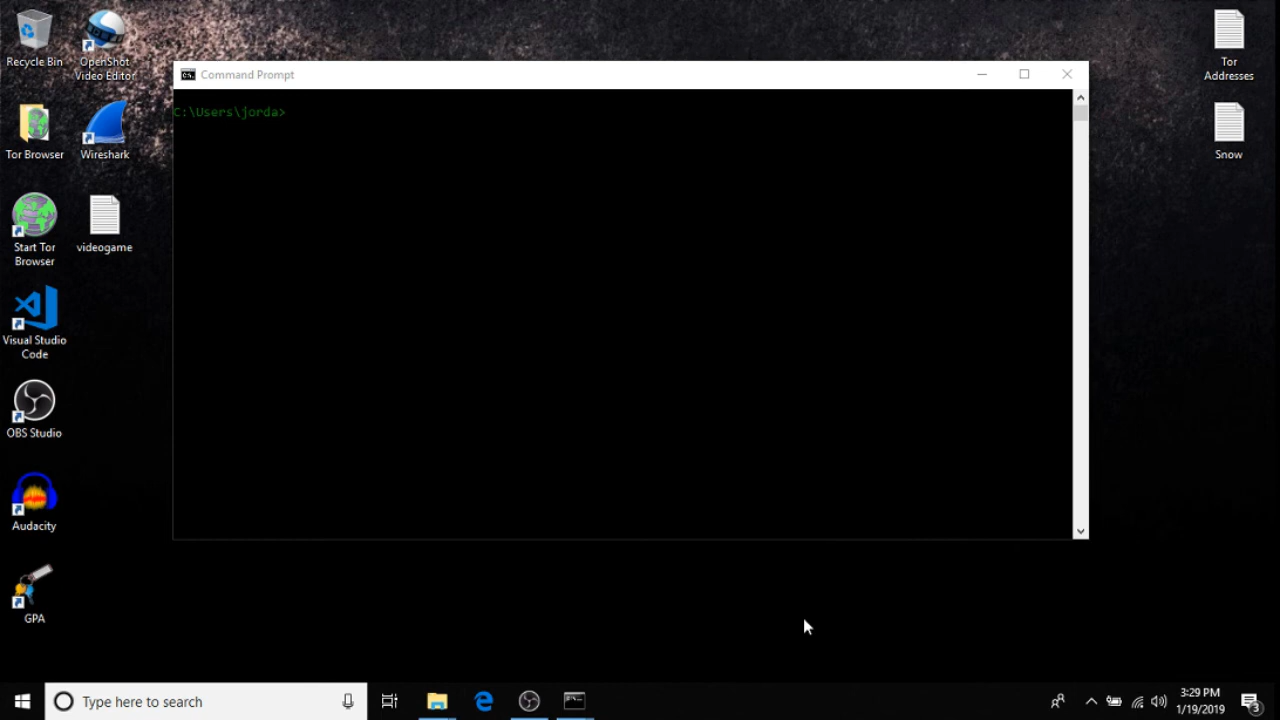 Recycle Bin
OpenShot
Video Editor
Tor Browser
Wireshark
Start Tor
Browser
videogame
Visual Studio
Code
OBS Studio
Audacity
GPA
Command Prompt
C:\Users\jorda>
Tor
Addresses
Snow
Type here to search
3:29 PM
1/19/2019
3